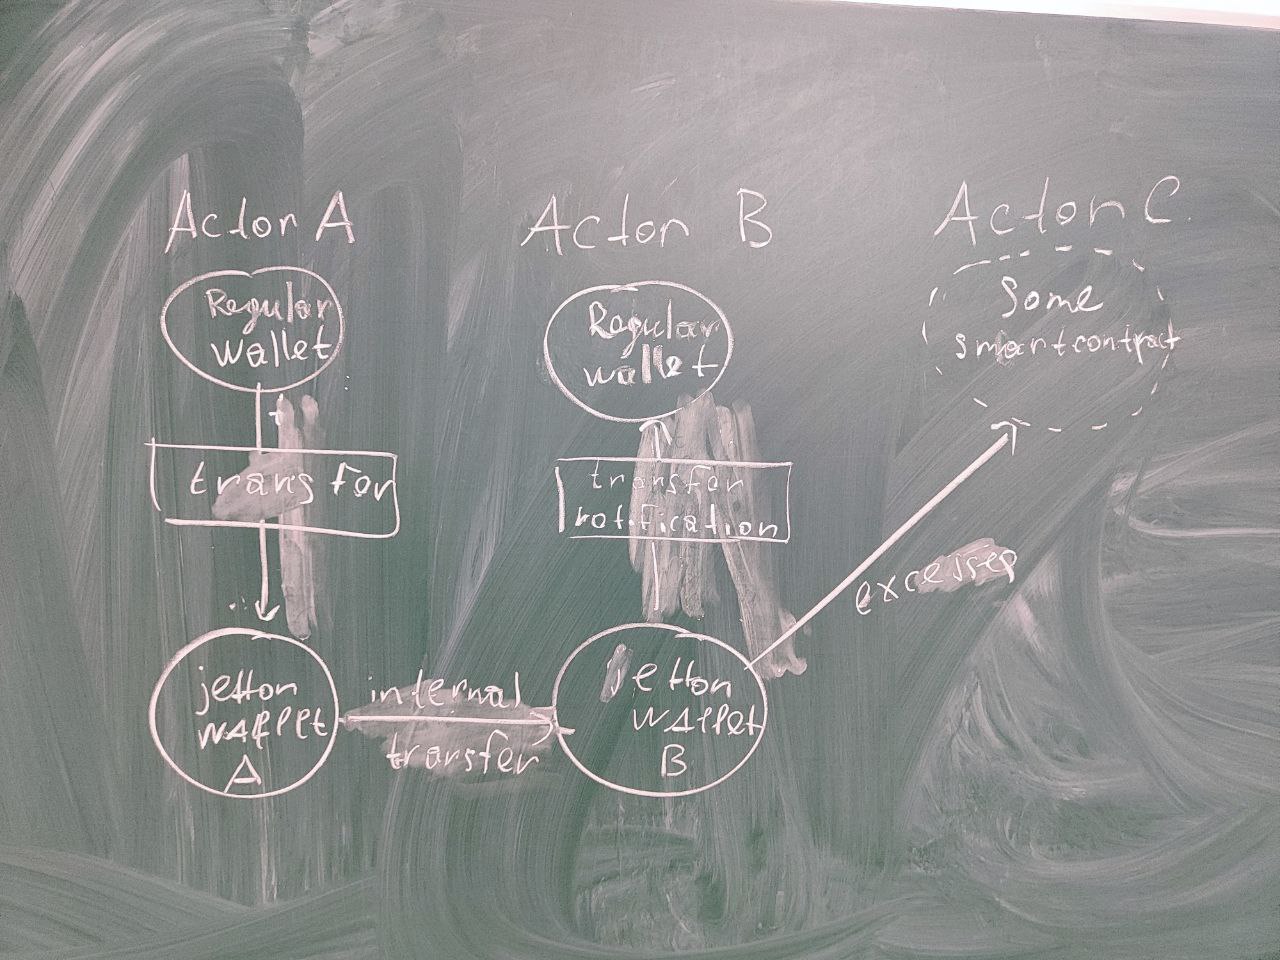 Actor A
Actor B
Actor C
Regular
wallet
Regular
wallet
Some
smartcontract
transfer
transfer
notification
excesses
jetton
wallet
A
internal
transfer
jetton
wallet
B